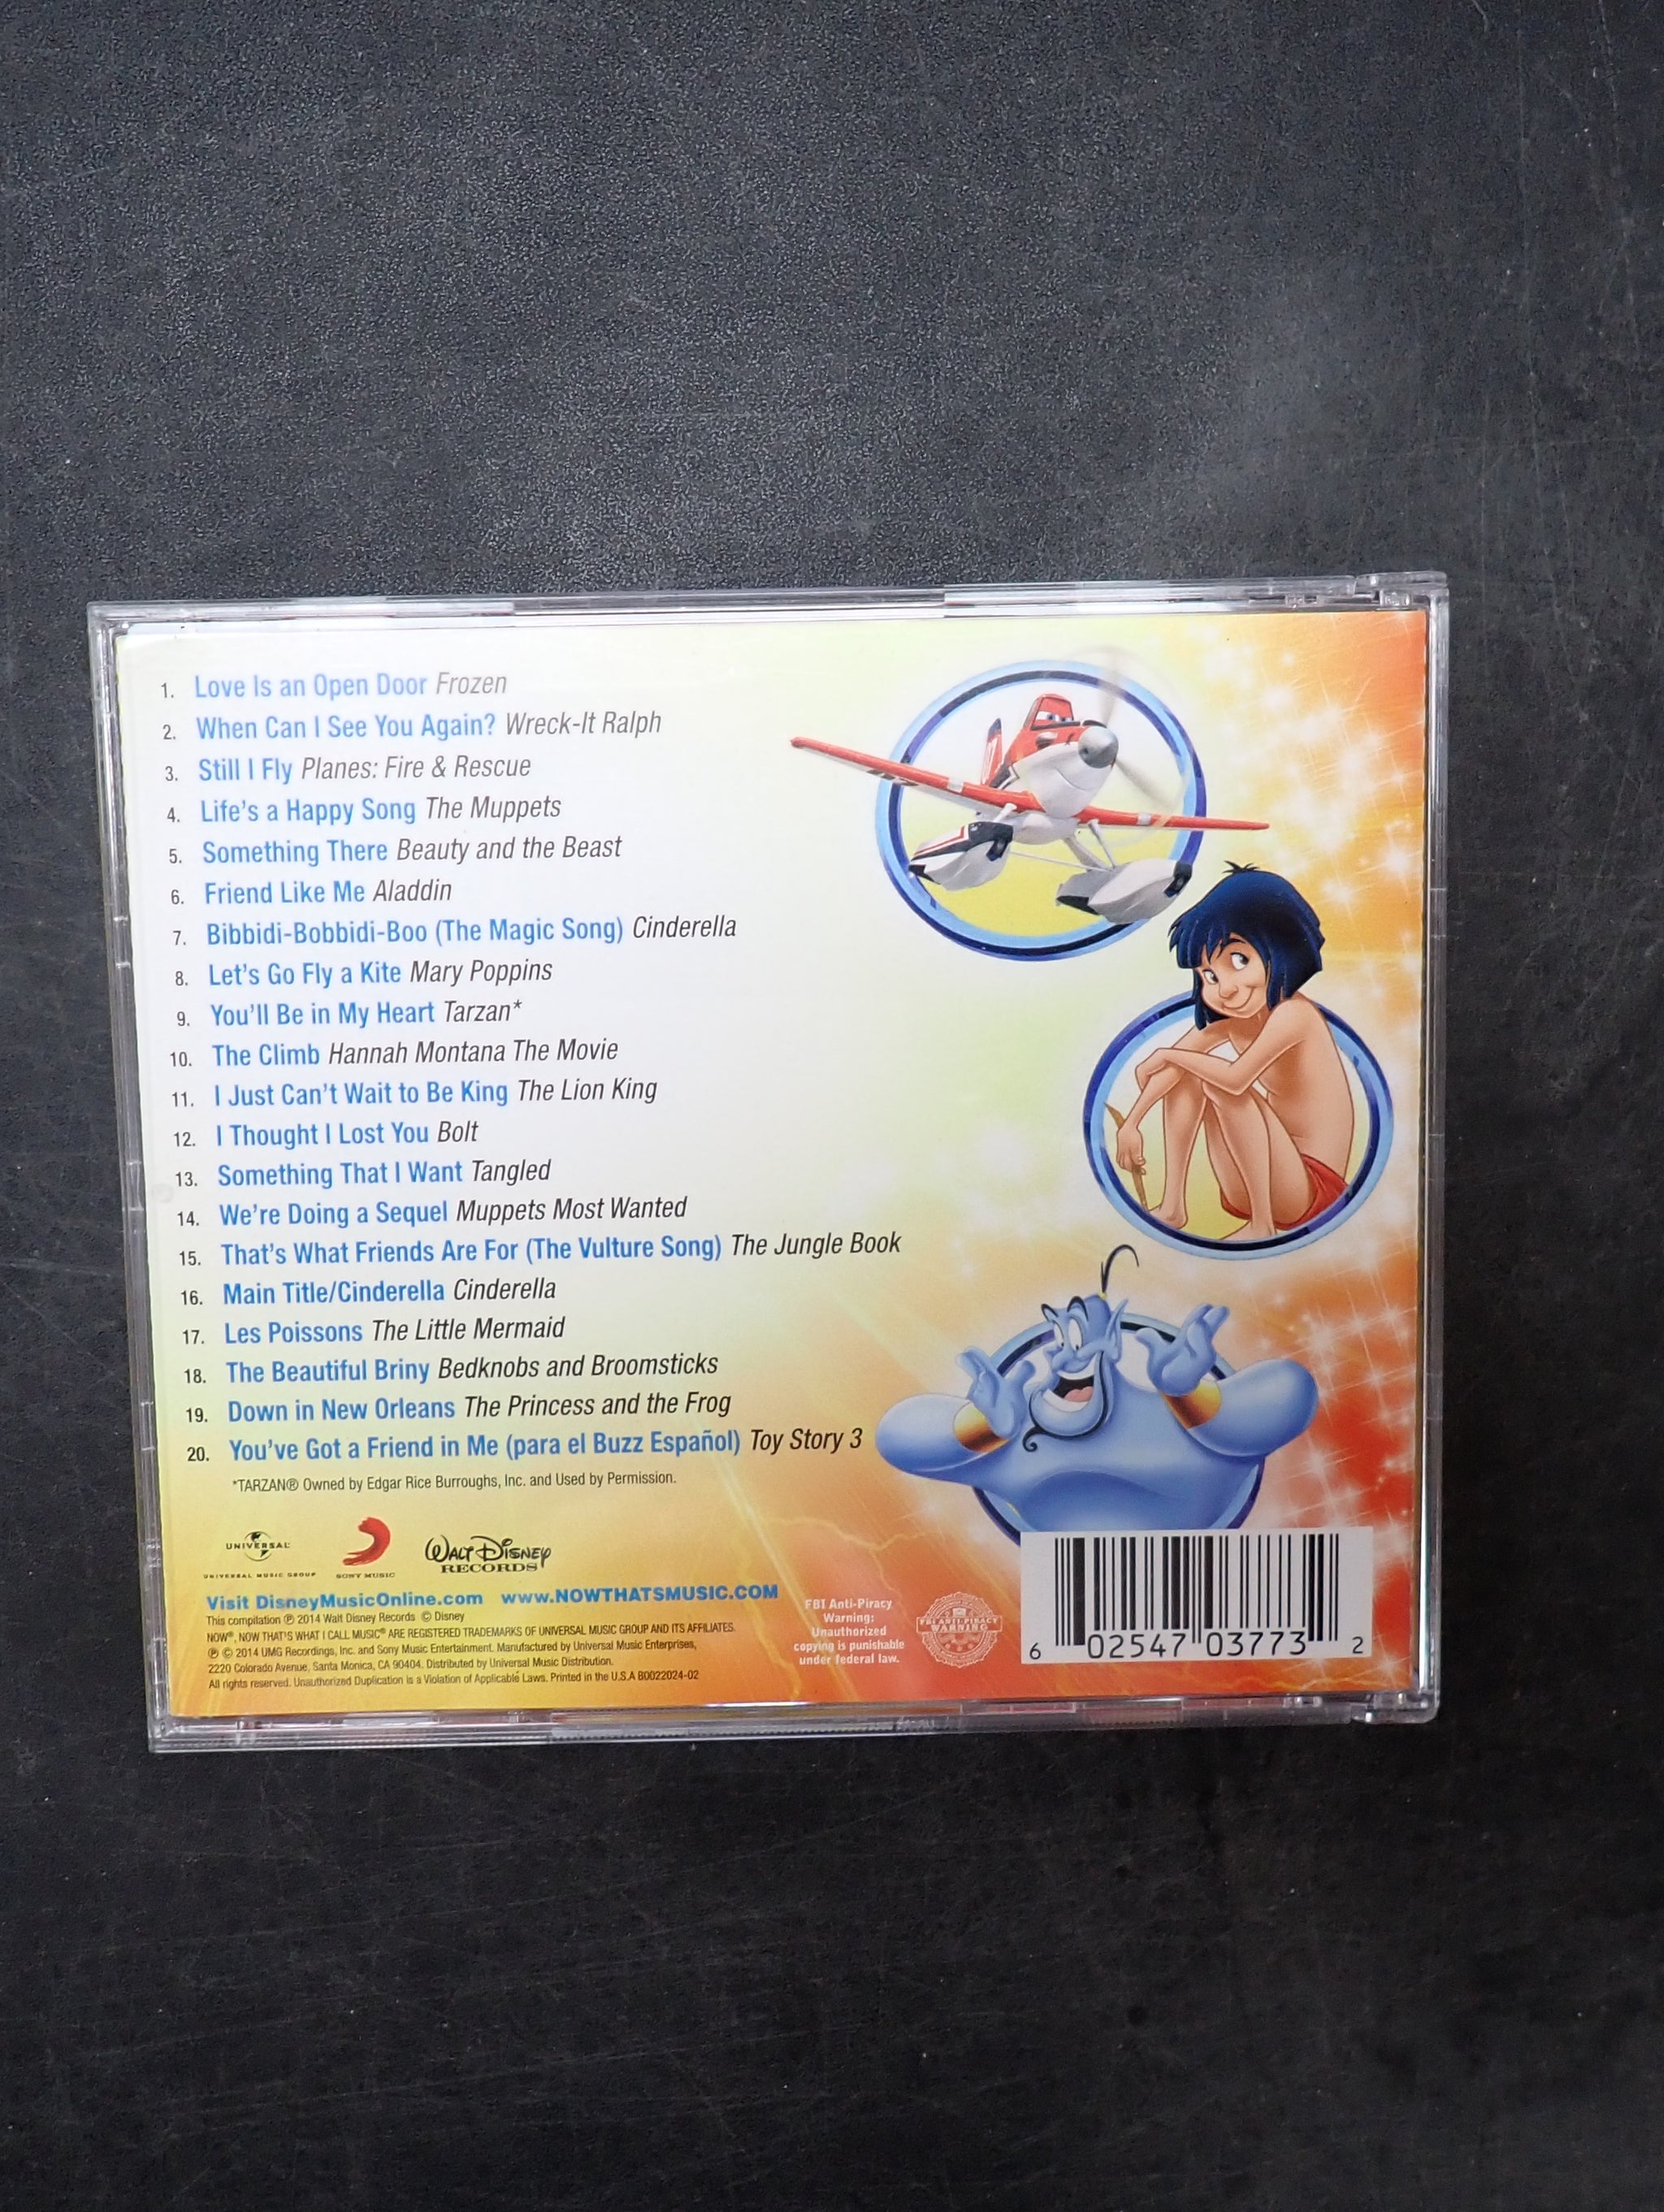 1. Love Is an Open Door Frozen
2. When Can I See You Again? Wreck-It Ralph
3. Still I Fly Planes: Fire & Rescue
4. Life's a Happy Song The Muppets
5. Something There Beauty and the Beast
6. Friend Like Me Aladdin
7. Bibbidi-Bobbidi-Boo (The Magic Song) Cinderella
8. Let's Go Fly a Kite Mary Poppins
9. You'll Be in My Heart Tarzan*
10. The Climb Hannah Montana The Movie
11. I Just Can't Wait to Be King The Lion King
12. I Thought I Lost You Bolt
13. Something That I Want Tangled
14. We're Doing a Sequel Muppets Most Wanted
15. That's What Friends Are For (The Vulture Song) The Jungle Book
16. Main Title/Cinderella Cinderella
17. Les Poissons The Little Mermaid
18. The Beautiful Briny Bedknobs and Broomsticks
19. Down in New Orleans The Princess and the Frog
20. You've Got a Friend in Me (para el Buzz Español) Toy Story 3
*TARZAN® Owned by Edgar Rice Burroughs, Inc. and Used by Permission.
UNIVERSAL
UNIVERSAL MUSIC GROUP
SONY MUSIC
WALT DISNEY
RECORDS
Visit DisneyMusicOnline.com www.NOWTHATSMUSIC.COM
This compilation ℗ 2014 Walt Disney Records © Disney
NOW®, NOW THAT'S WHAT I CALL MUSIC® ARE REGISTERED TRADEMARKS OF UNIVERSAL MUSIC GROUP AND ITS AFFILIATES.
℗ © 2014 UMG Recordings, Inc. and Sony Music Entertainment. Manufactured by Universal Music Enterprises,
2220 Colorado Avenue, Santa Monica, CA 90404. Distributed by Universal Music Distribution.
All rights reserved. Unauthorized Duplication is a Violation of Applicable Laws. Printed in the U.S.A B0022024-02
FBI Anti-Piracy
Warning:
Unauthorized
copying is punishable
under federal law.
FBI ANTI-PIRACY
WARNING
6 02547 03773 2